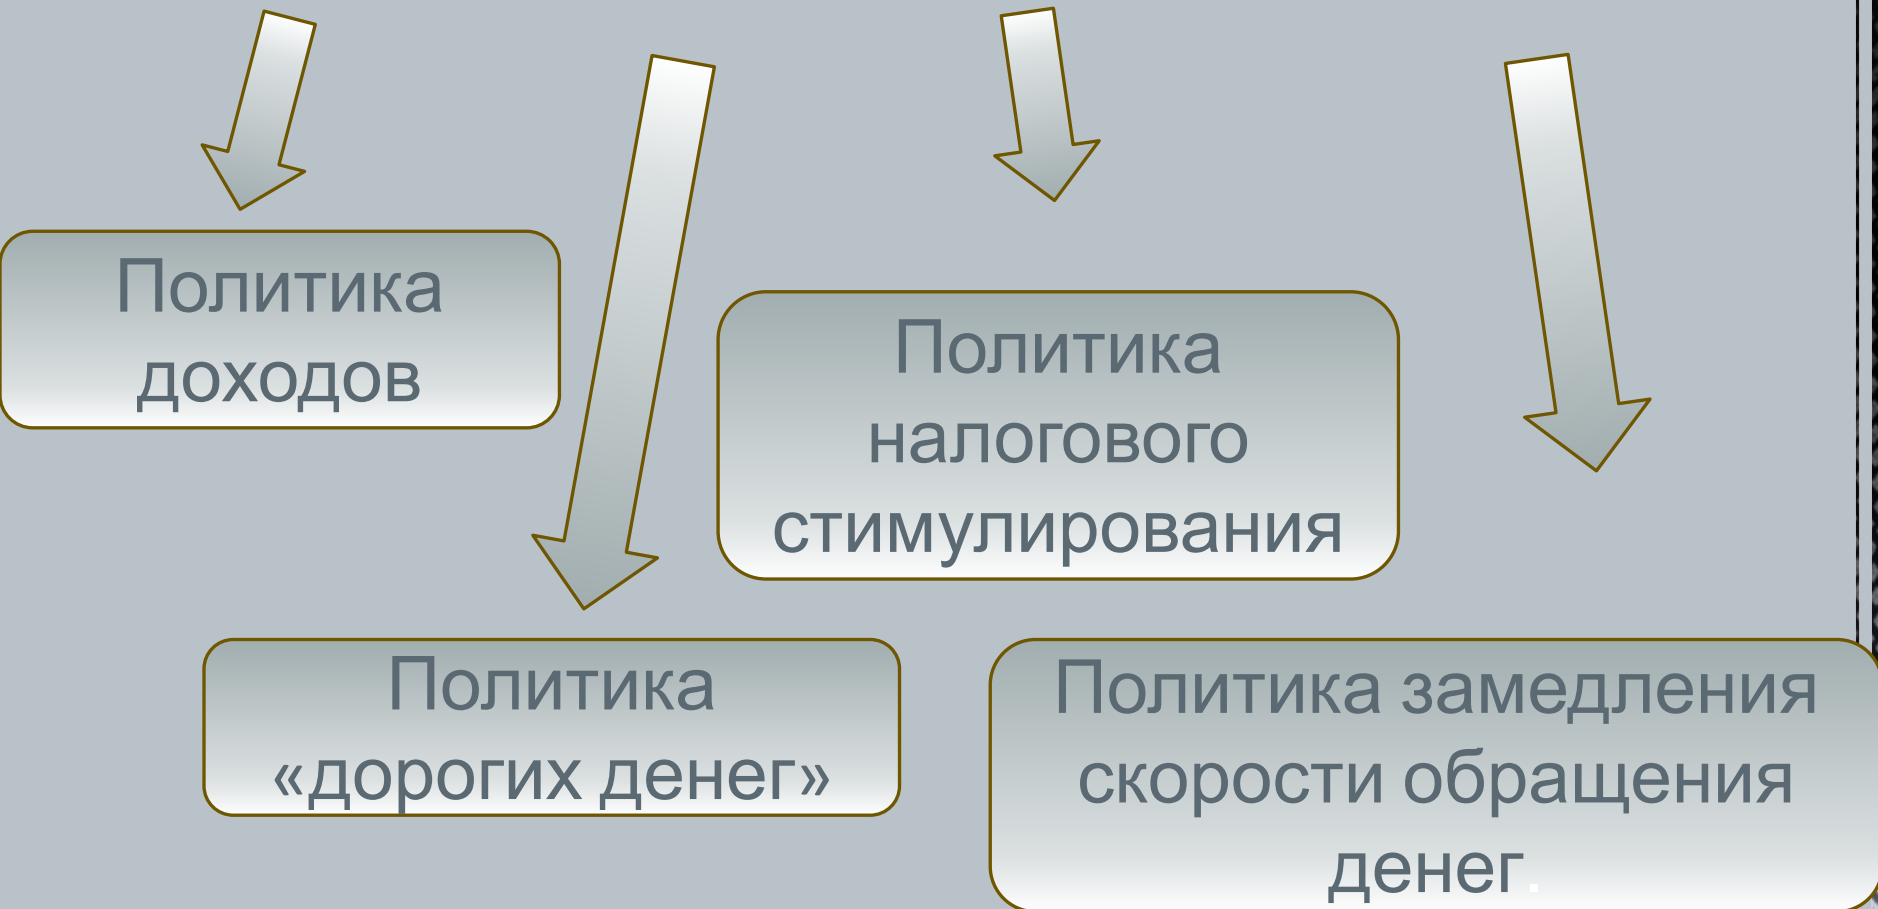 Политика
доходов
Политика
налогового
стимулирования
Политика
«дорогих денег»
Политика замедления
скорости обращения
денег.